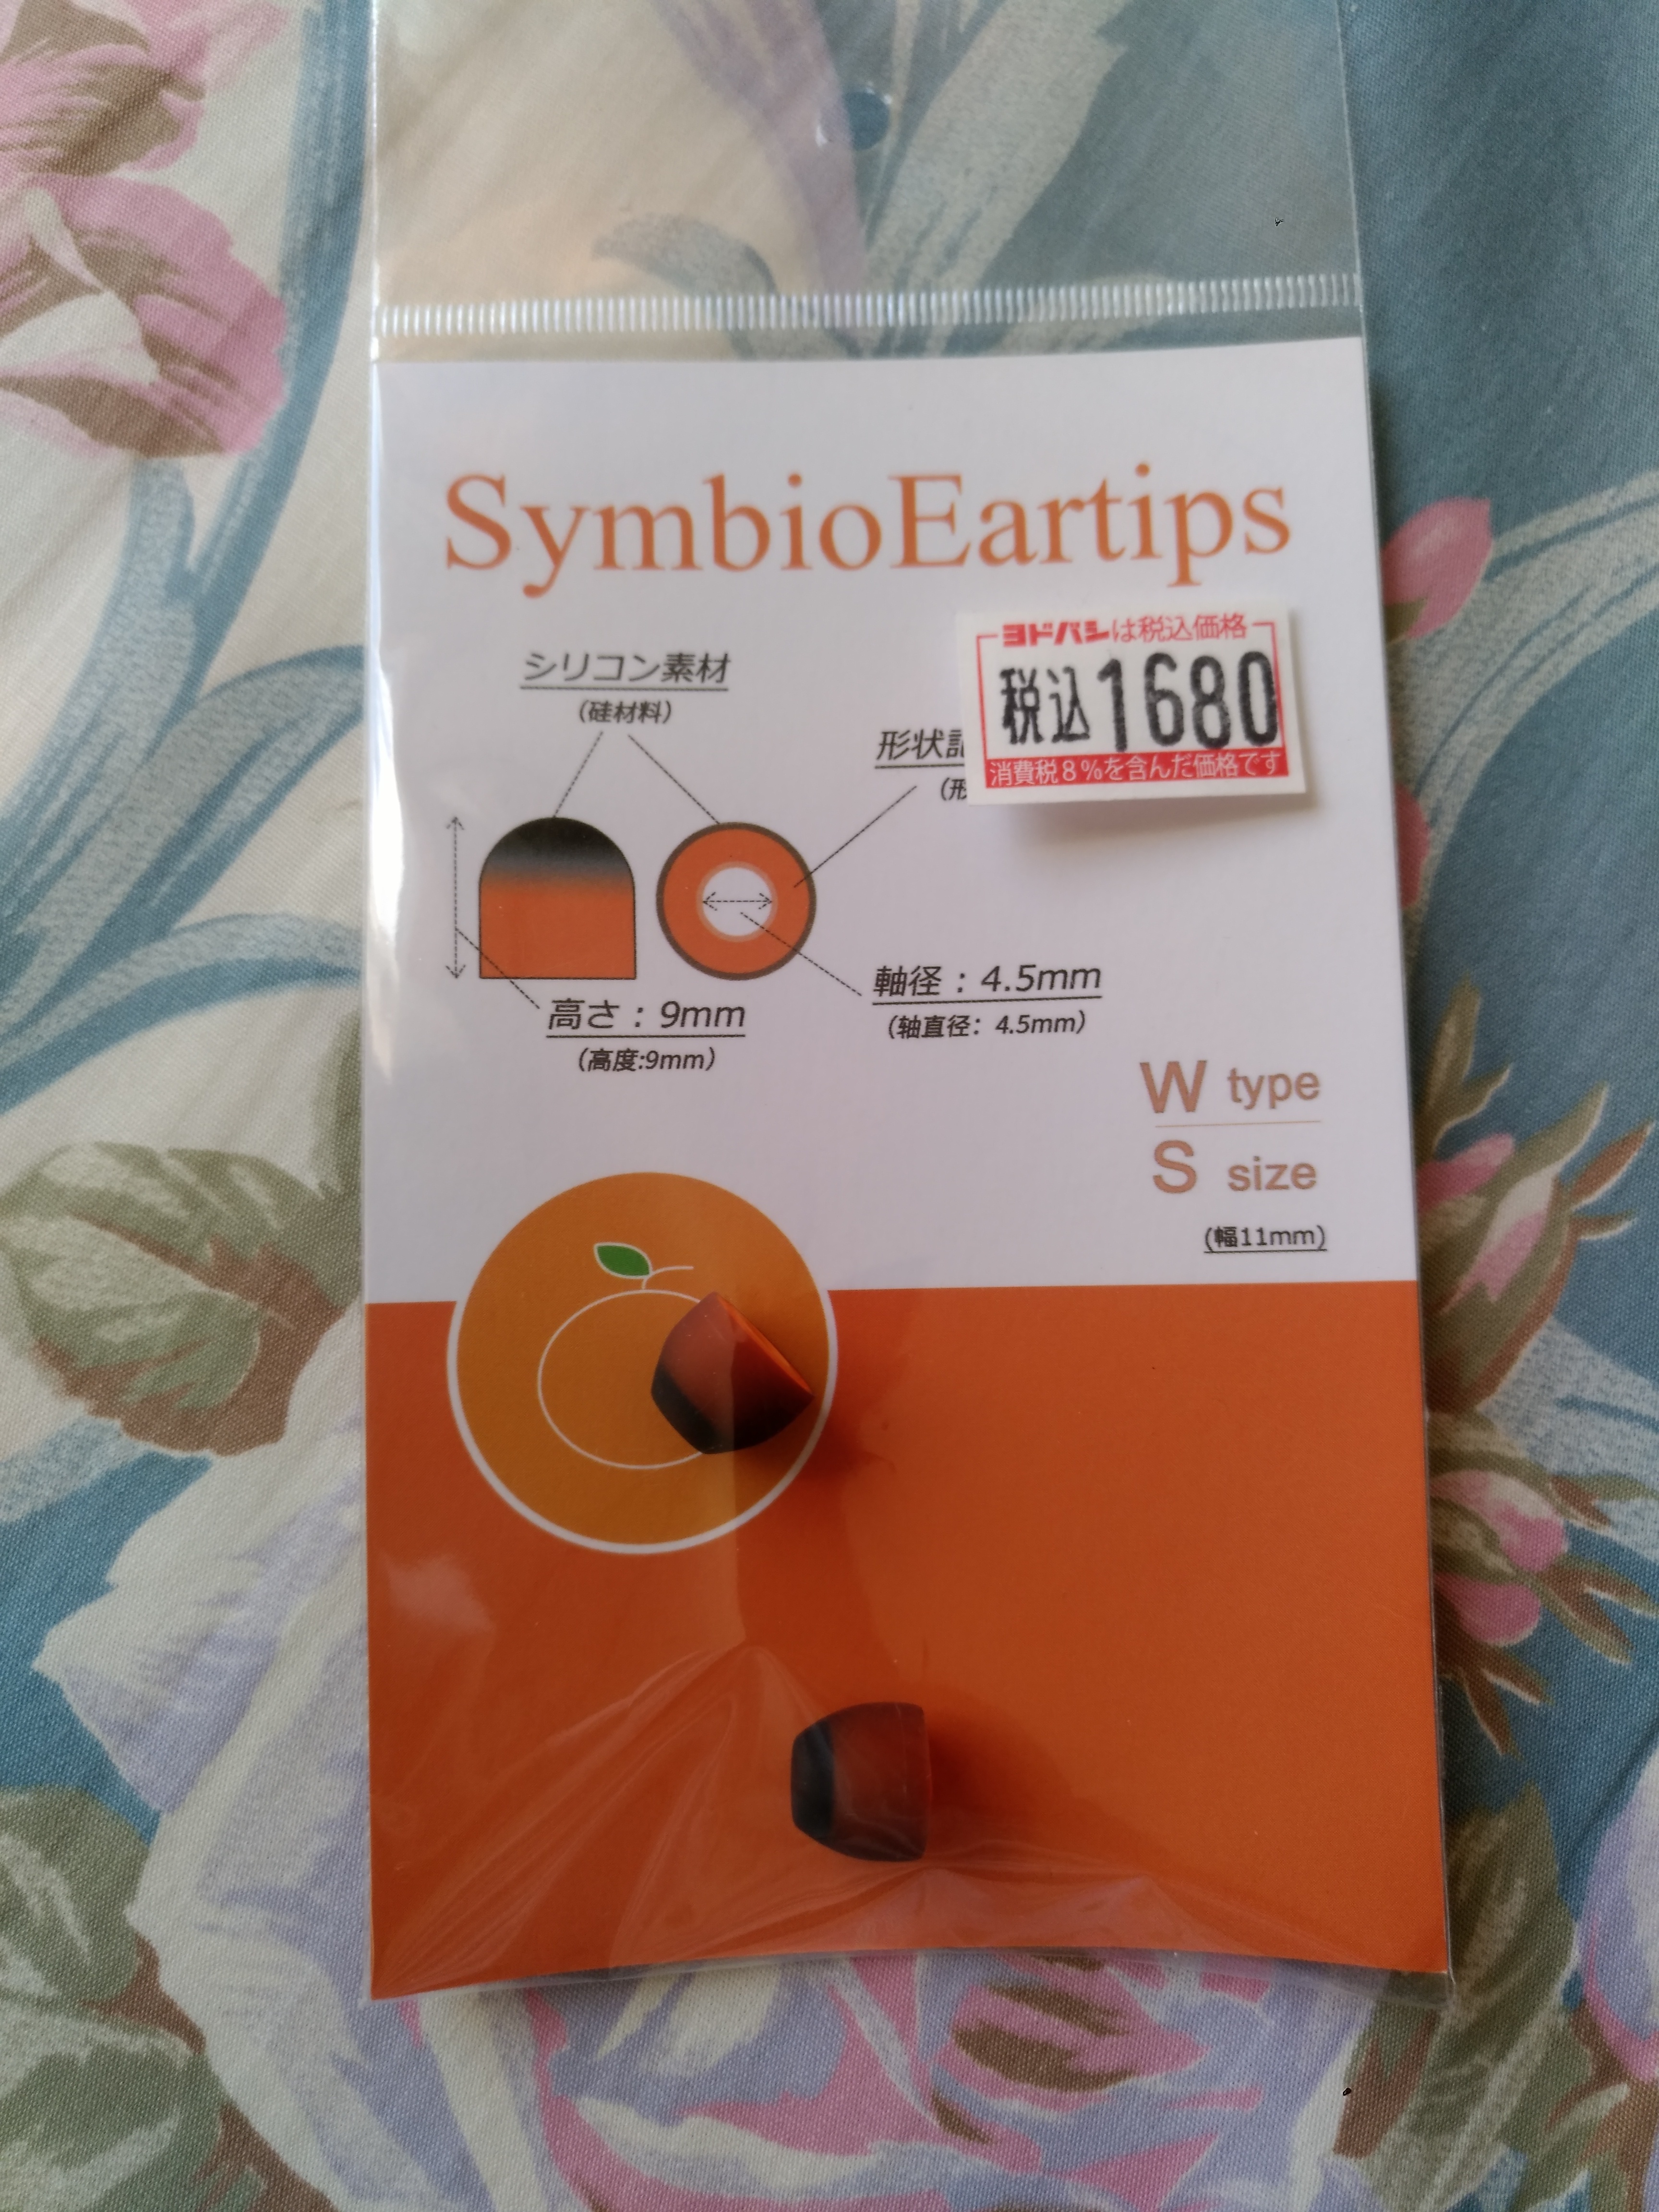 SymbioEartips
ヨドバシは税込価格
税込1680
消費税8%を含んだ価格です
シリコン素材
(硅材料)
形状
(形
軸径：4.5mm
(轴直径：4.5mm)
高さ：9mm
(高度:9mm)
W type
S size
(幅11mm)